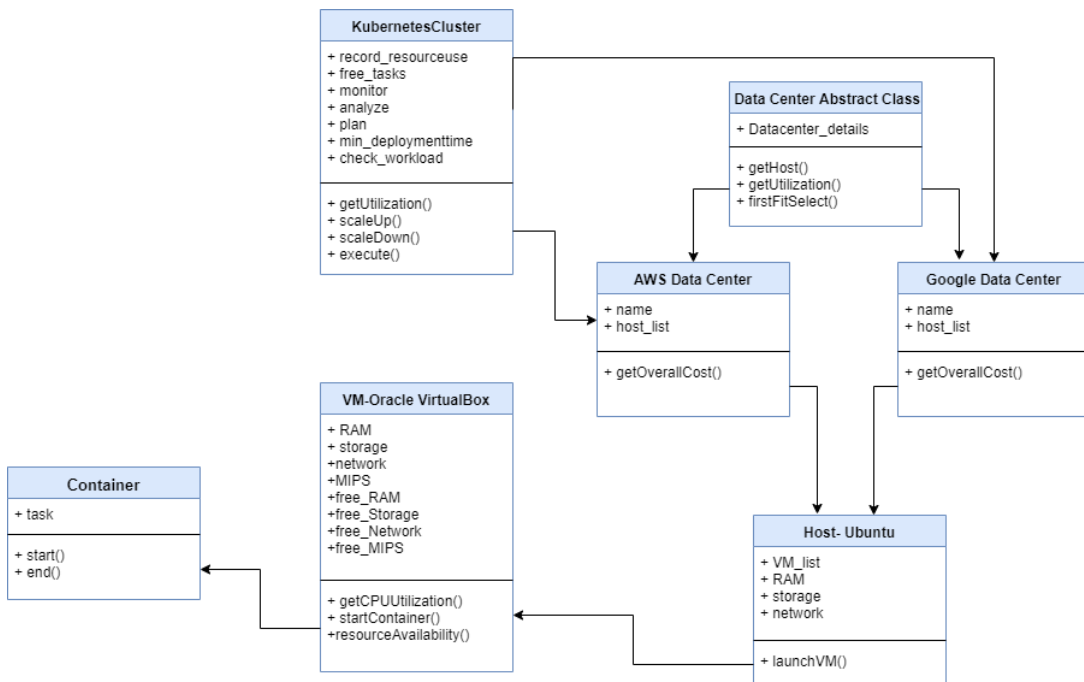 KubernetesCluster
+ record_resourceuse
+ free_tasks
+ monitor
+ analyze
+ plan
+ min_deploymenttime
+ check_workload
+ getUtilization()
+ scaleUp()
+ scaleDown()
+ execute()
Data Center Abstract Class
+ Datacenter_details
+ getHost()
+ getUtilization()
+ firstFitSelect()
AWS Data Center
+ name
+ host_list
+ getOverallCost()
Google Data Center
+ name
+ host_list
+ getOverallCost()
VM-Oracle VirtualBox
+ RAM
+ storage
+network
+MIPS
+free_RAM
+free_Storage
+free_Network
+free_MIPS
+ getCPUUtilization()
+ startContainer()
+resourceAvailability()
Container
+ task
+ start()
+ end()
Host- Ubuntu
+ VM_list
+ RAM
+ storage
+ network
+ launchVM()